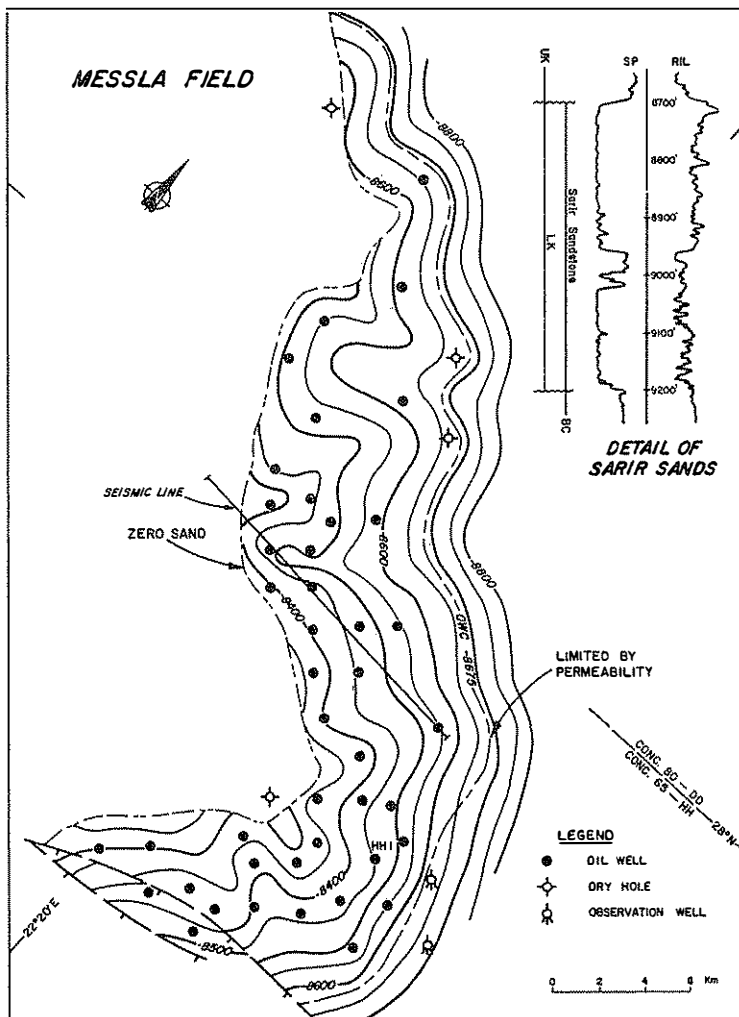 MESSLA FIELD
UK
SP
RIL
8700'
8800'
8900'
9000'
9100'
9200'
LK
Sarir Sandstone
BC
DETAIL OF
SARIR SANDS
-8800
-8600
SEISMIC LINE
ZERO SAND
-8600
-8800
-8400
OWC -8675
LIMITED BY
PERMEABILITY
CONC. 80-DD
CONC. 65-HH
28°N
HH1
-8400
-8500
-8600
22°20'E
LEGEND
OIL WELL
DRY HOLE
OBSERVATION WELL
0 2 4 6 Km